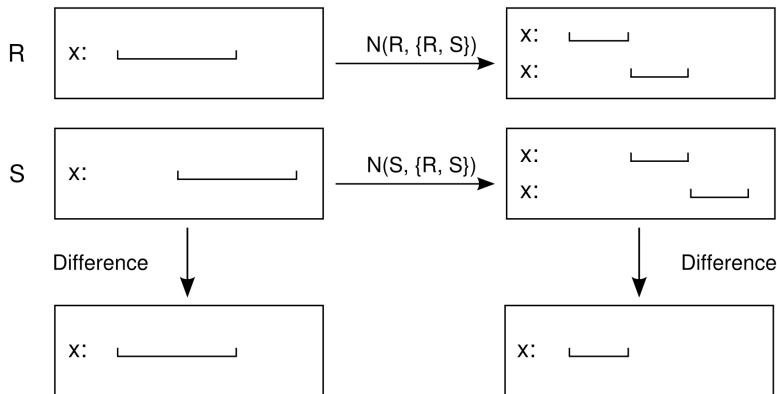 R
x:
N(R, {R, S})
x:
x:
S
x:
N(S, {R, S})
x:
x:
Difference
Difference
x:
x: